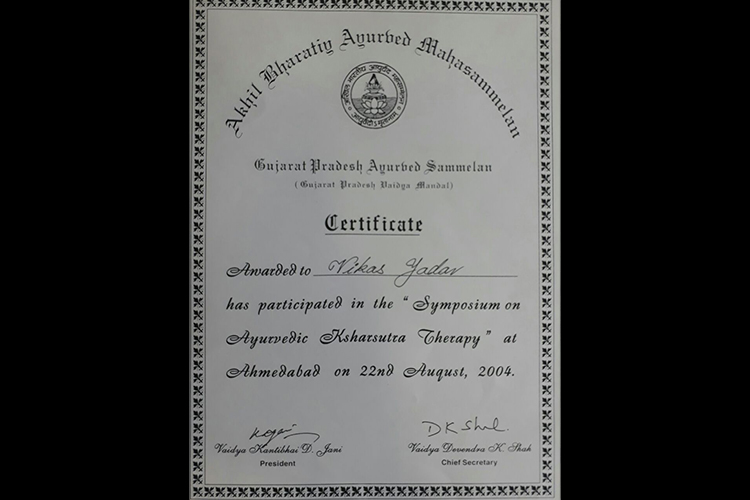 Akhil Bharatiy Ayurved Mahasammelan
Gujarat Pradesh Ayurved Sammelan
(Gujarat Pradesh Vaidya Mandal)
Certificate
Awarded to Vikas Yadav
has participated in the " Symposium on
Ayurvedic Ksharsutra Therapy " at
Ahmedabad on 22nd August, 2004.
DKShah.
Vaidya Kantibhai D. Jani Vaidya Devendra K. Shah
President Chief Secretary